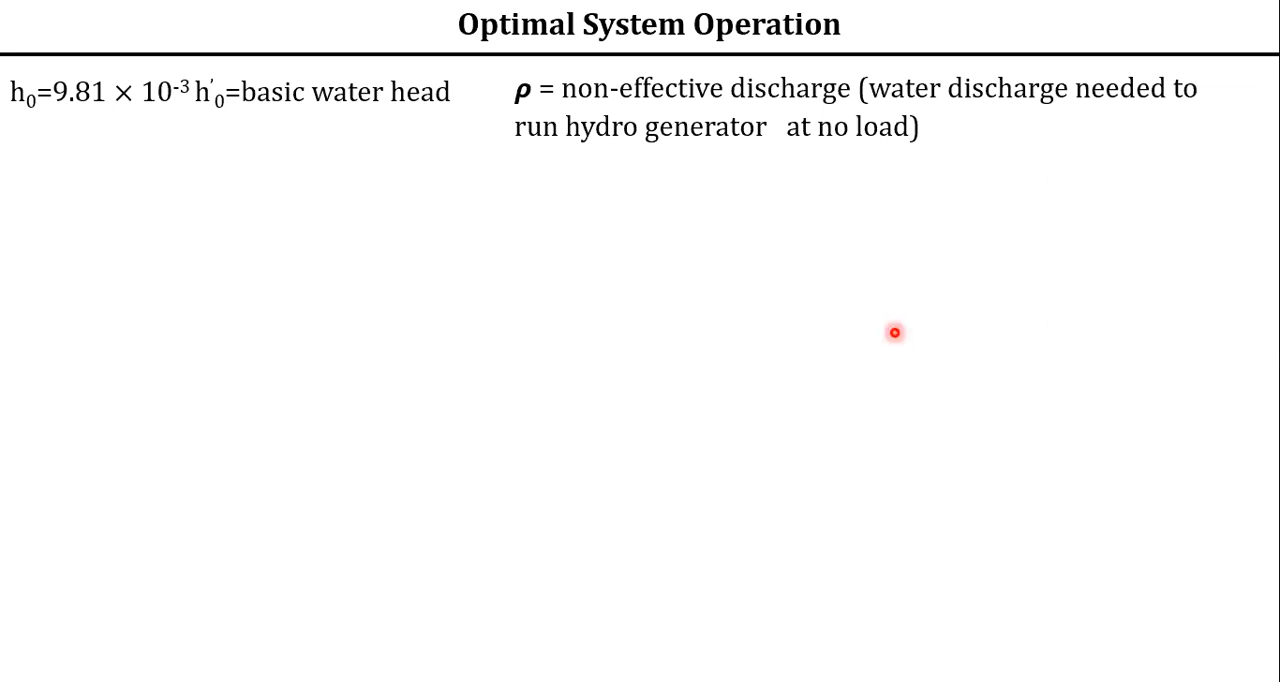 Optimal System Operation
h₀=9.81 × 10⁻³ h′₀=basic water head
ρ = non-effective discharge (water discharge needed to
run hydro generator at no load)